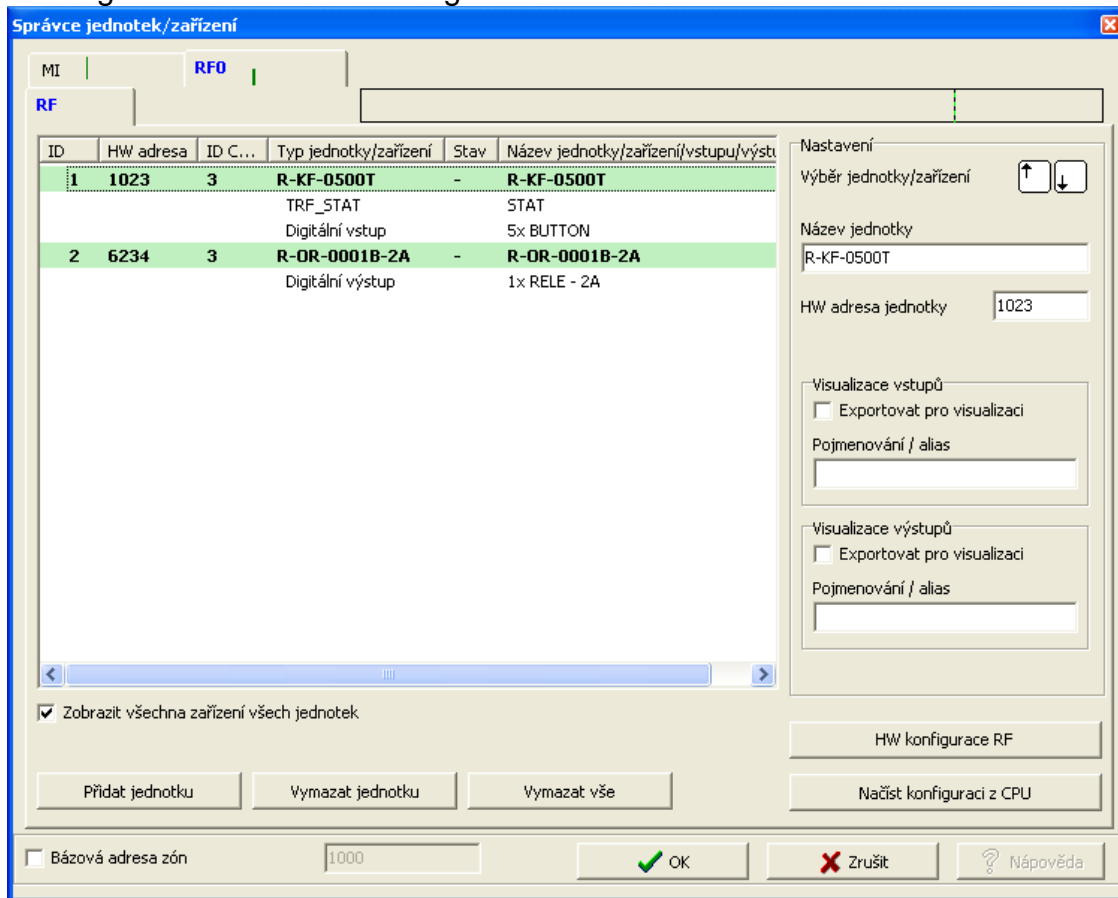 Správce jednotek/zařízení
MI
RF0
RF
ID HW adresa ID C... Typ jednotky/zařízení Stav Název jednotky/zařízení/vstupu/výstu
1 1023 3 R-KF-0500T - R-KF-0500T
TRF_STAT STAT
Digitální vstup 5x BUTTON
2 6234 3 R-OR-0001B-2A - R-OR-0001B-2A
Digitální výstup 1x RELE - 2A
Zobrazit všechna zařízení všech jednotek
Přidat jednotku
Vymazat jednotku
Vymazat vše
Nastavení
Výběr jednotky/zařízení
Název jednotky
R-KF-0500T
HW adresa jednotky 1023
Visualizace vstupů
Exportovat pro visualizaci
Pojmenování / alias
Visualizace výstupů
Exportovat pro visualizaci
Pojmenování / alias
HW konfigurace RF
Načíst konfiguraci z CPU
Bázová adresa zón 1000
OK
Zrušit
Nápověda